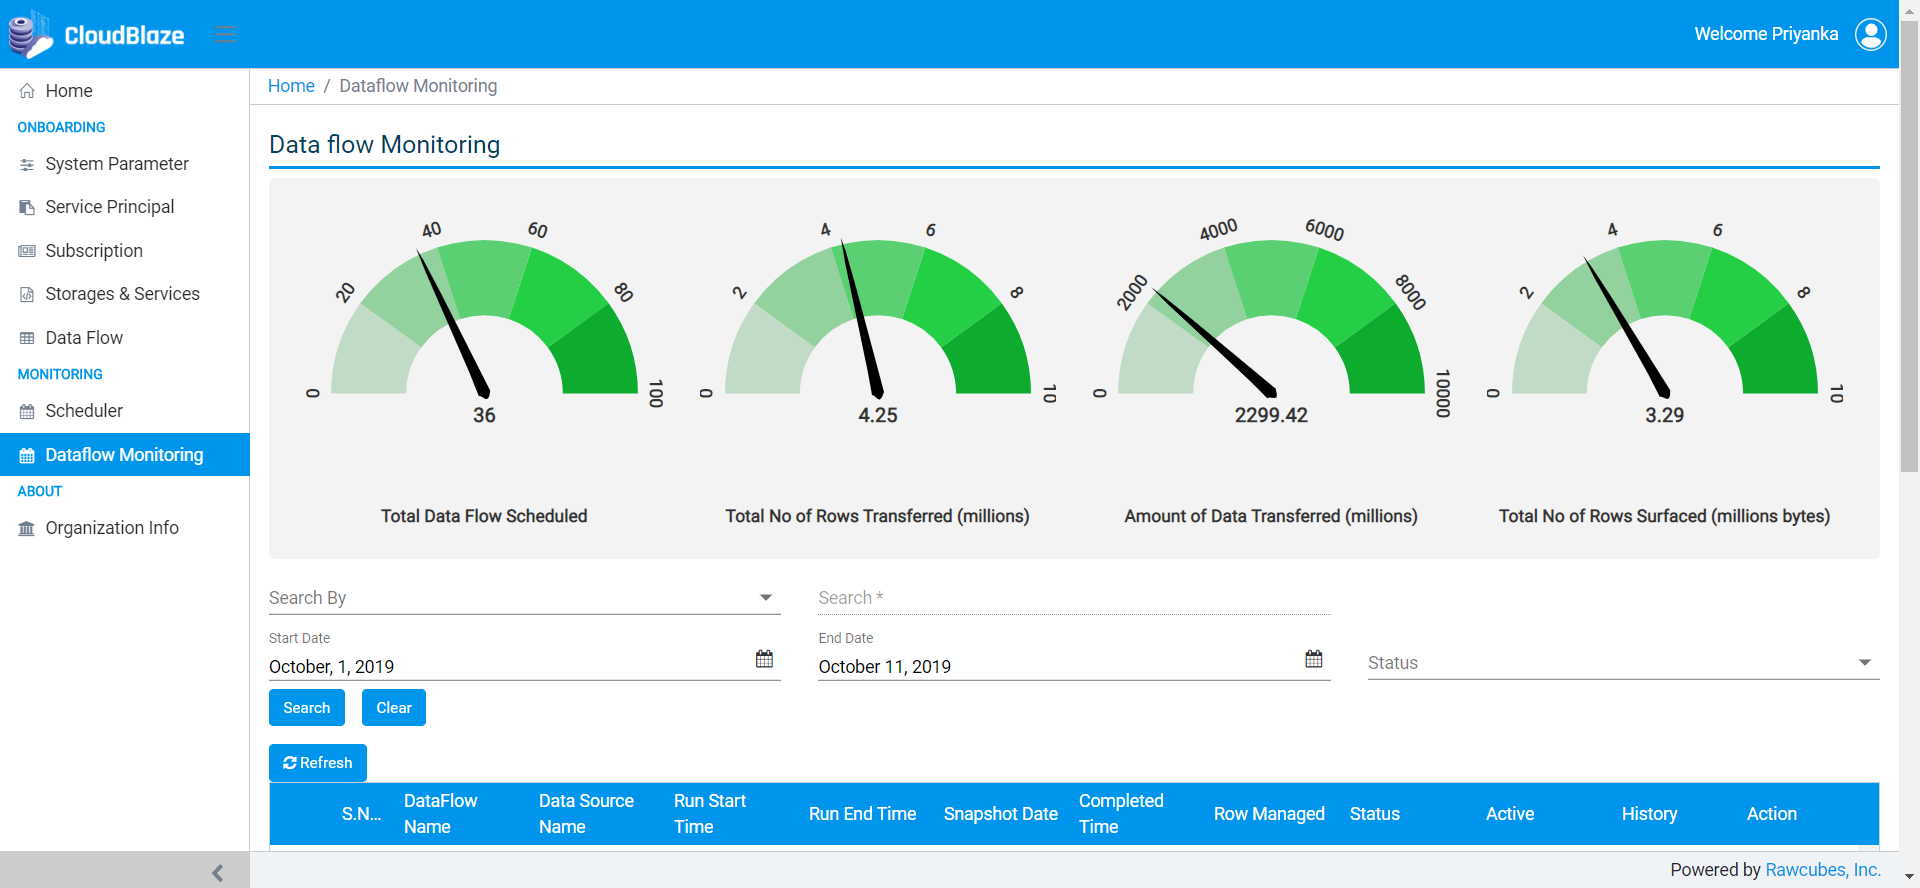 CloudBlaze
Welcome Priyanka
Home
ONBOARDING
System Parameter
Service Principal
Subscription
Storages & Services
Data Flow
MONITORING
Scheduler
Dataflow Monitoring
ABOUT
Organization Info
Home / Dataflow Monitoring
Data flow Monitoring
0 20 40 60 80 100
36
Total Data Flow Scheduled
0 2 4 6 8 10
4.25
Total No of Rows Transferred (millions)
0 2000 4000 6000 8000 10000
2299.42
Amount of Data Transferred (millions)
0 2 4 6 8 10
3.29
Total No of Rows Surfaced (millions bytes)
Search By
Search *
Start Date
October, 1, 2019
End Date
October 11, 2019
Status
Search
Clear
Refresh
S.N...
DataFlow
Name
Data Source
Name
Run Start
Time
Run End Time
Snapshot Date
Completed
Time
Row Managed
Status
Active
History
Action
Powered by Rawcubes, Inc.